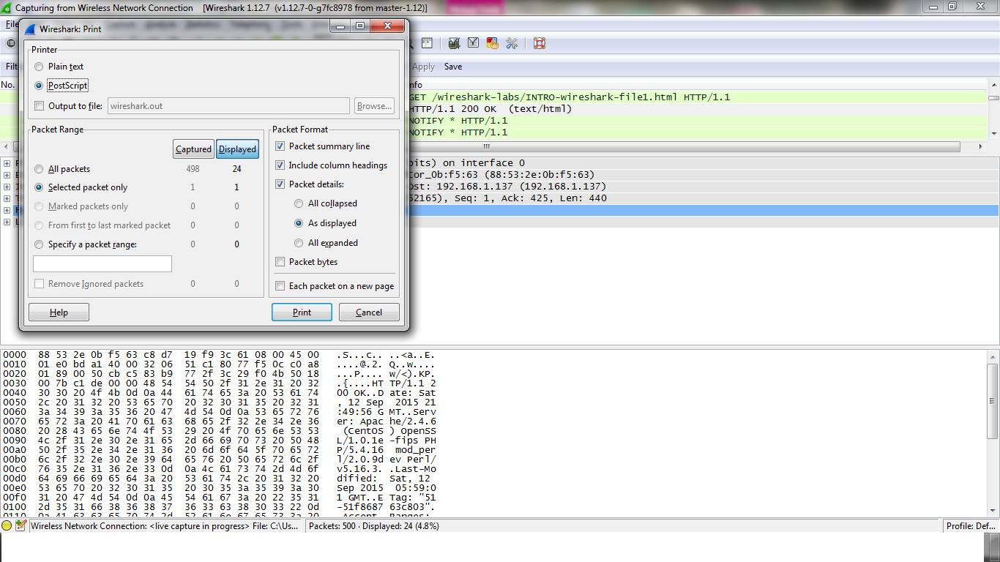 Capturing from Wireless Network Connection [Wireshark 1.12.7 (v1.12.7-0-g7fc8978 from master-1.12)]
Wireshark: Print
Printer
Plain text
PostScript
Output to file: wireshark.out Browse...
Packet Range
Captured Displayed
All packets 498 24
Selected packet only 1 1
Marked packets only 0 0
From first to last marked packet 0 0
Specify a packet range: 0 0
Remove Ignored packets 0 0
Packet Format
Packet summary line
Include column headings
Packet details:
All collapsed
As displayed
All expanded
Packet bytes
Each packet on a new page
Help Print Cancel
Apply Save
No.
GET /wireshark-labs/INTRO-wireshark-file1.html HTTP/1.1
HTTP/1.1 200 OK (text/html)
NOTIFY * HTTP/1.1
NOTIFY * HTTP/1.1
on interface 0
(88:53:2e:0b:f5:63)
Dst: 192.168.1.137 (192.168.1.137)
Seq: 1, Ack: 425, Len: 440
0000 88 53 2e 0b f5 63 c8 d7 19 f9 3c 61 08 00 45 00 .S...c.. ..<a..E.
0010 01 e0 bd a1 40 00 32 06 51 c1 80 77 f5 0c c0 a8 ....@.2. Q..w....
0020 01 89 00 50 cb c5 83 b9 77 2f 3c 29 f0 4b 50 18 ...P.... w/<).KP.
0030 00 7b c1 de 00 00 48 54 54 50 2f 31 2e 31 20 32 .{....HT TP/1.1 2
0040 30 30 20 4f 4b 0d 0a 44 61 74 65 3a 20 53 61 74 00 OK..D ate: Sat
0050 2c 20 31 32 20 53 65 70 20 32 30 31 35 20 32 31 , 12 Sep 2015 21
0060 3a 34 39 3a 35 36 20 47 4d 54 0d 0a 53 65 72 76 :49:56 G MT..Serv
0070 65 72 3a 20 41 70 61 63 68 65 2f 32 2e 34 2e 36 er: Apac he/2.4.6
0080 20 28 43 65 6e 74 4f 53 29 20 4f 70 65 6e 53 53 (CentOS ) OpenSS
0090 4c 2f 31 2e 30 2e 31 65 2d 66 69 70 73 20 50 48 L/1.0.1e -fips PH
00a0 50 2f 35 2e 34 2e 31 36 20 6d 6f 64 5f 70 65 72 P/5.4.16 mod_per
00b0 6c 2f 32 2e 30 2e 39 64 65 76 20 50 65 72 6c 2f l/2.0.9d ev Perl/
00c0 76 35 2e 31 36 2e 33 0d 0a 4c 61 73 74 2d 4d 6f v5.16.3. .Last-Mo
00d0 64 69 66 69 65 64 3a 20 53 61 74 2c 20 31 32 20 dified: Sat, 12
00e0 53 65 70 20 32 30 31 35 20 30 35 3a 35 39 3a 30 Sep 2015 05:59:0
00f0 31 20 47 4d 54 0d 0a 45 54 61 67 3a 20 22 35 31 1 GMT..E Tag: "51
0100 2d 35 31 66 38 36 38 37 36 33 63 38 30 33 22 0d -51f8687 63c803".
Wireless Network Connection: <live capture in progress> File: C:\Us... Packets: 500 · Displayed: 24 (4.8%) Profile: Def...